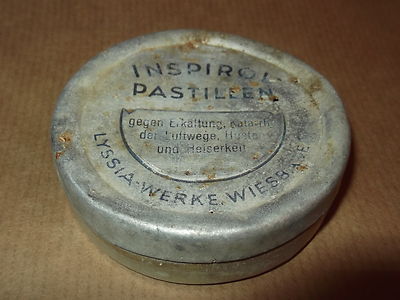 INSPIROL
PASTILLEN
gegen Erkältung, Katarrh
der Luftwege, Husten
und Heiserkeit
LYSSIA-WERKE, WIESBADEN